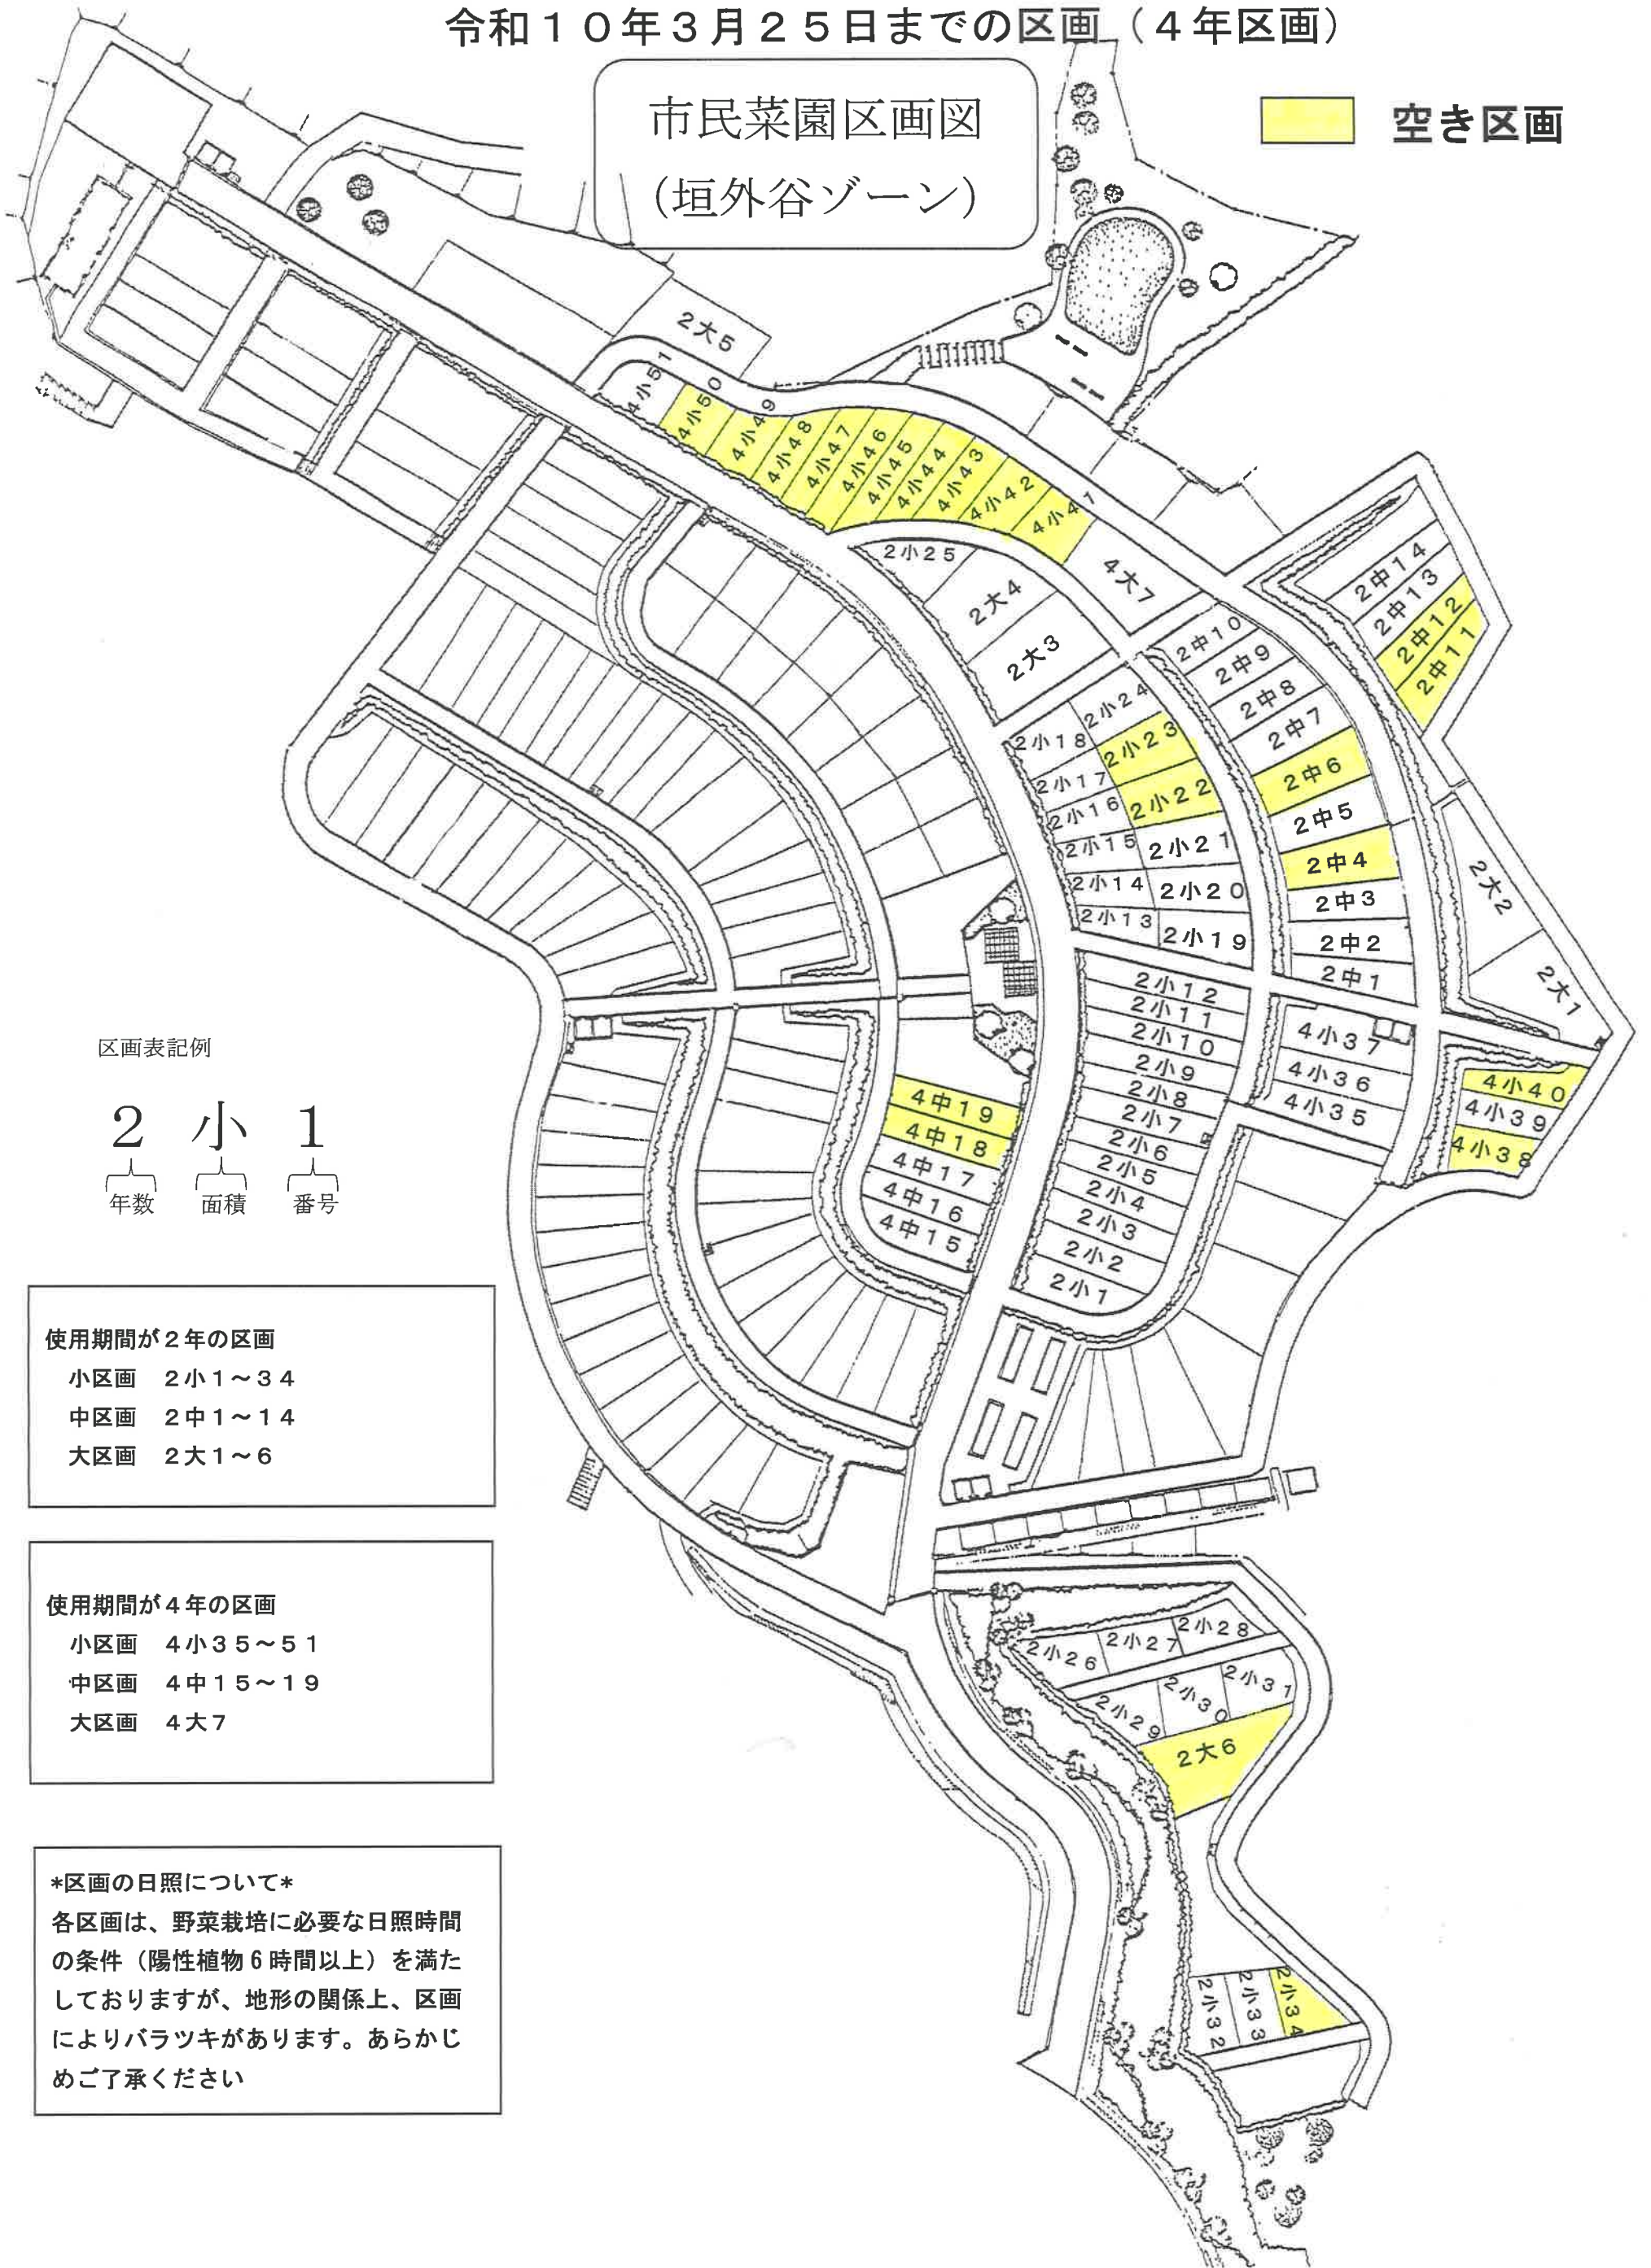 令和１０年３月２５日までの区画（４年区画）
市民菜園区画図
（垣外谷ゾーン）
空き区画
２大５
４小５１
４小５０
４小４９
４小４８
４小４７
４小４６
４小４５
４小４４
４小４３
４小４２
４小４１
４大７
２小２５
２大４
２大３
２中１４
２中１３
２中１２
２中１１
２中１０
２中９
２中８
２中７
２中６
２中５
２中４
２中３
２中２
２中１
２小２４
２小２３
２小２２
２小２１
２小２０
２小１９
２小１８
２小１７
２小１６
２小１５
２小１４
２小１３
２大２
２大１
２小１２
２小１１
２小１０
２小９
２小８
２小７
２小６
２小５
２小４
２小３
２小２
２小１
４小３７
４小３６
４小３５
４小４０
４小３９
４小３８
４中１９
４中１８
４中１７
４中１６
４中１５
区画表記例
２ 小 １
年数 面積 番号
使用期間が２年の区画
小区画　２小１～３４
中区画　２中１～１４
大区画　２大１～６
使用期間が４年の区画
小区画　４小３５～５１
中区画　４中１５～１９
大区画　４大７
２小２６
２小２７
２小２８
２小２９
２小３０
２小３１
２大６
２小３２
２小３３
２小３４
*区画の日照について*
各区画は、野菜栽培に必要な日照時間
の条件（陽性植物６時間以上）を満た
しておりますが、地形の関係上、区画
によりバラツキがあります。あらかじ
めご了承ください